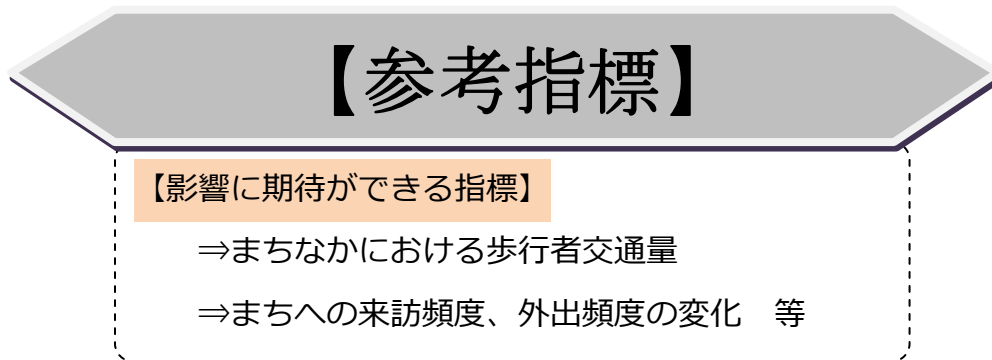 【参考指標】
【影響に期待ができる指標】
⇒まちなかにおける歩行者交通量
⇒まちへの来訪頻度、外出頻度の変化　等